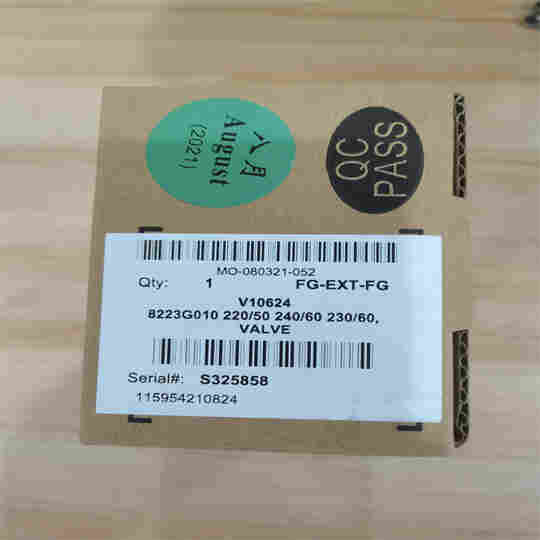 八月
August
(2021)
QC
PASS
MO-080321-052
Qty: 1 FG-EXT-FG
V10624
8223G010 220/50 240/60 230/60,
VALVE
Serial#: S325858
115954210824